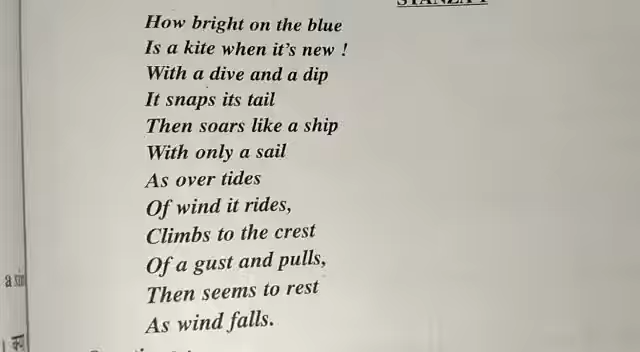 STANZA 1
How bright on the blue
Is a kite when it's new !
With a dive and a dip
It snaps its tail
Then soars like a ship
With only a sail
As over tides
Of wind it rides,
Climbs to the crest
Of a gust and pulls,
Then seems to rest
As wind falls.